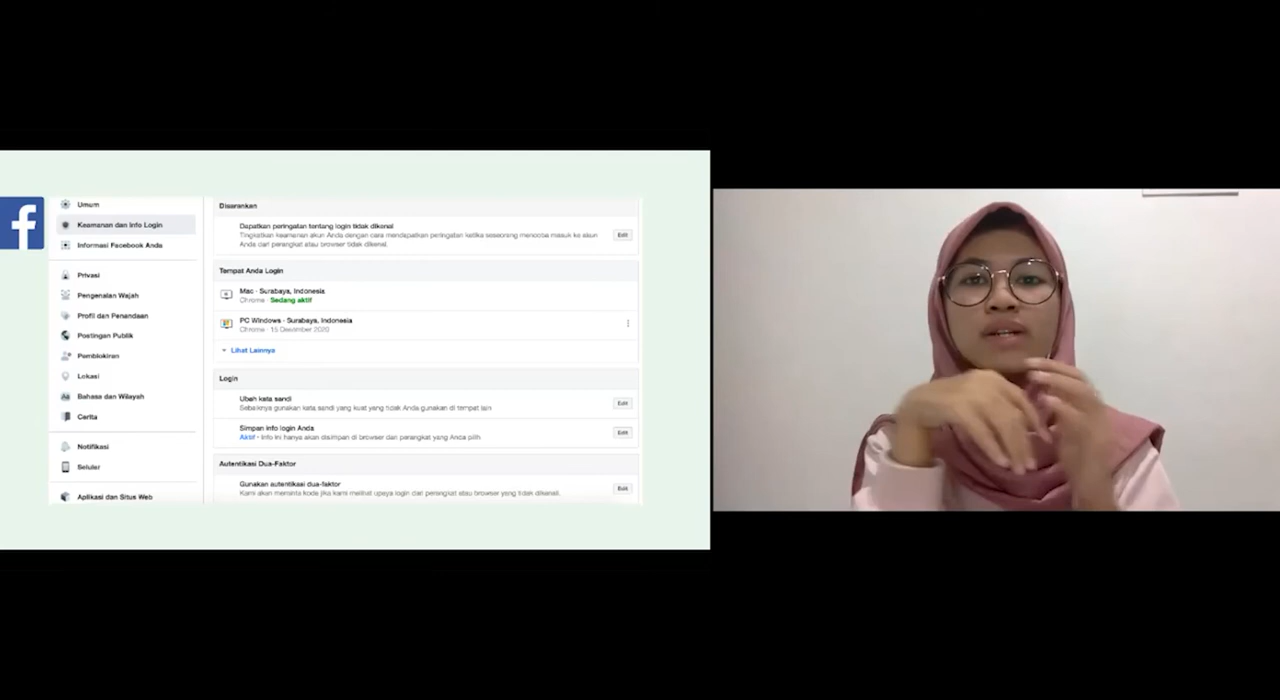 f
Umum
Keamanan dan Info Login
Informasi Facebook Anda
Privasi
Pengenalan Wajah
Profil dan Penandaan
Postingan Publik
Pemblokiran
Lokasi
Bahasa dan Wilayah
Cerita
Notifikasi
Seluler
Aplikasi dan Situs Web
Disarankan
Dapatkan peringatan tentang login tidak dikenal
Tingkatkan keamanan akun Anda dengan cara mendapatkan peringatan ketika seseorang mencoba masuk ke akun
Anda dari perangkat atau browser tidak dikenal.
Edit
Tempat Anda Login
Mac · Surabaya, Indonesia
Chrome · Sedang aktif
PC Windows · Surabaya, Indonesia
Chrome · 15 Desember 2020
Lihat Lainnya
Login
Ubah kata sandi
Sebaiknya gunakan kata sandi yang kuat yang tidak Anda gunakan di tempat lain
Edit
Simpan info login Anda
Aktif · Info ini hanya akan disimpan di browser dan perangkat yang Anda pilih
Edit
Autentikasi Dua-Faktor
Gunakan autentikasi dua-faktor
Kami akan meminta kode jika kami melihat upaya login dari perangkat atau browser yang tidak dikenali.
Edit